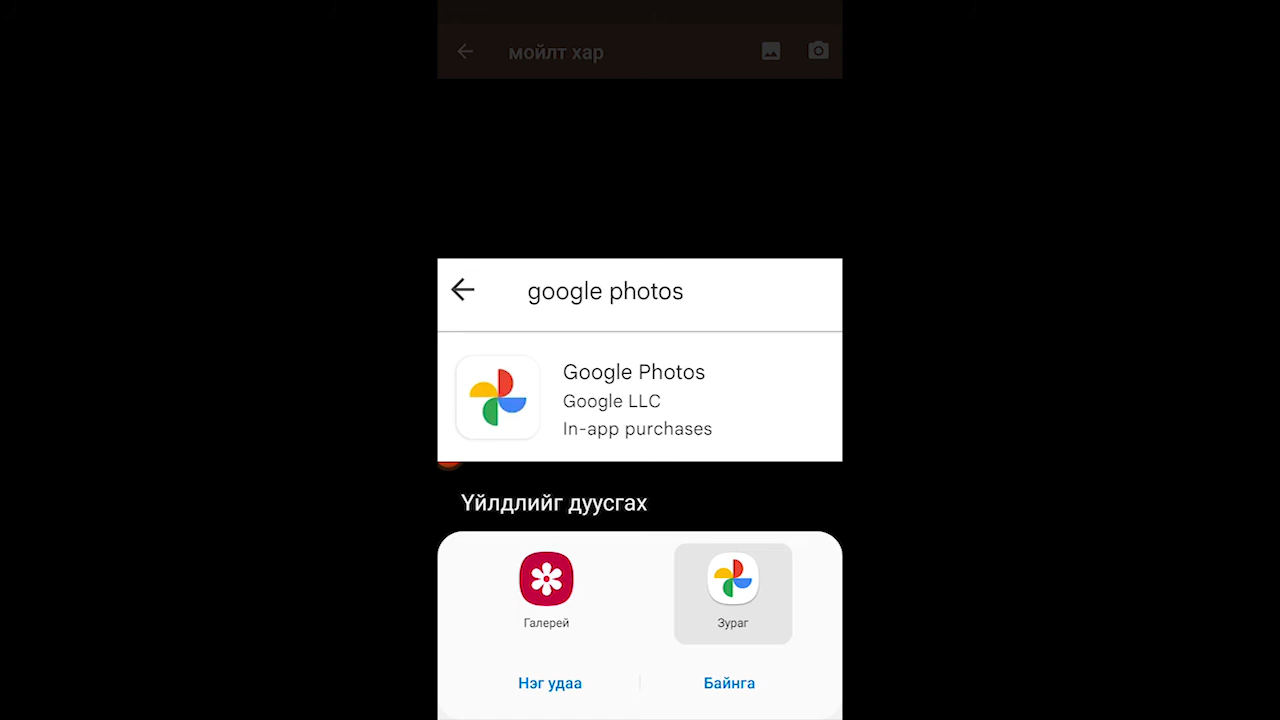 мойлт хар
google photos
Google Photos
Google LLC
In-app purchases
Үйлдлийг дуусгах
Галерей
Зураг
Нэг удаа
Байнга